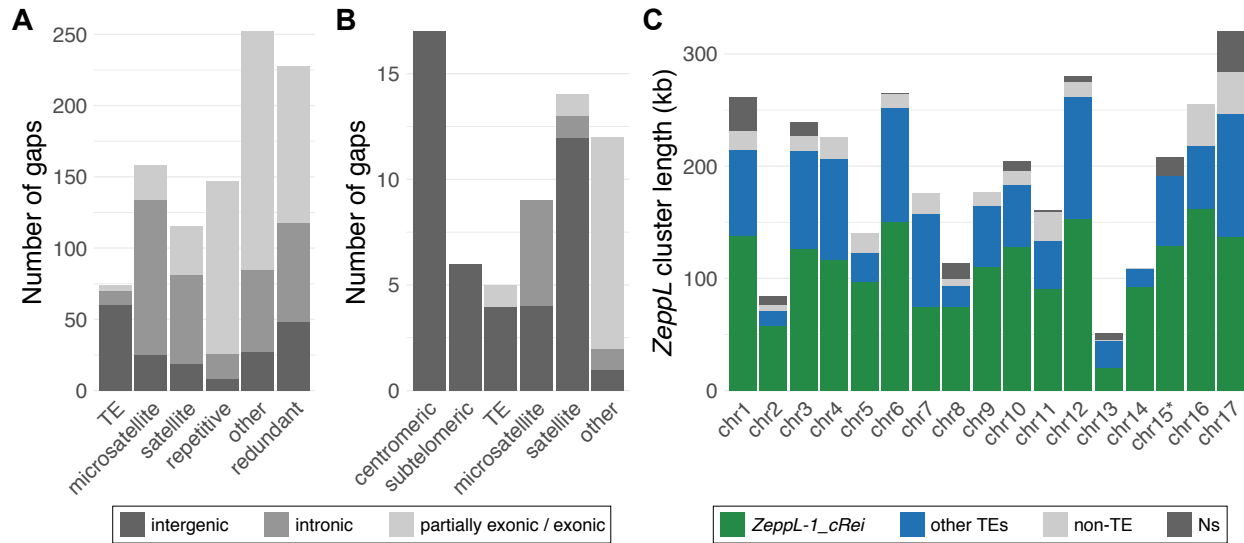 A
Number of gaps
250
200
150
100
50
0
TE
microsatellite
satellite
repetitive
other
redundant
B
Number of gaps
15
10
5
0
centromeric
subtelomeric
TE
microsatellite
satellite
other
intergenic
intronic
partially exonic / exonic
C
ZeppL cluster length (kb)
300
200
100
0
chr1
chr2
chr3
chr4
chr5
chr6
chr7
chr8
chr9
chr10
chr11
chr12
chr13
chr14
chr15*
chr16
chr17
ZeppL-1_cRei
other TEs
non-TE
Ns